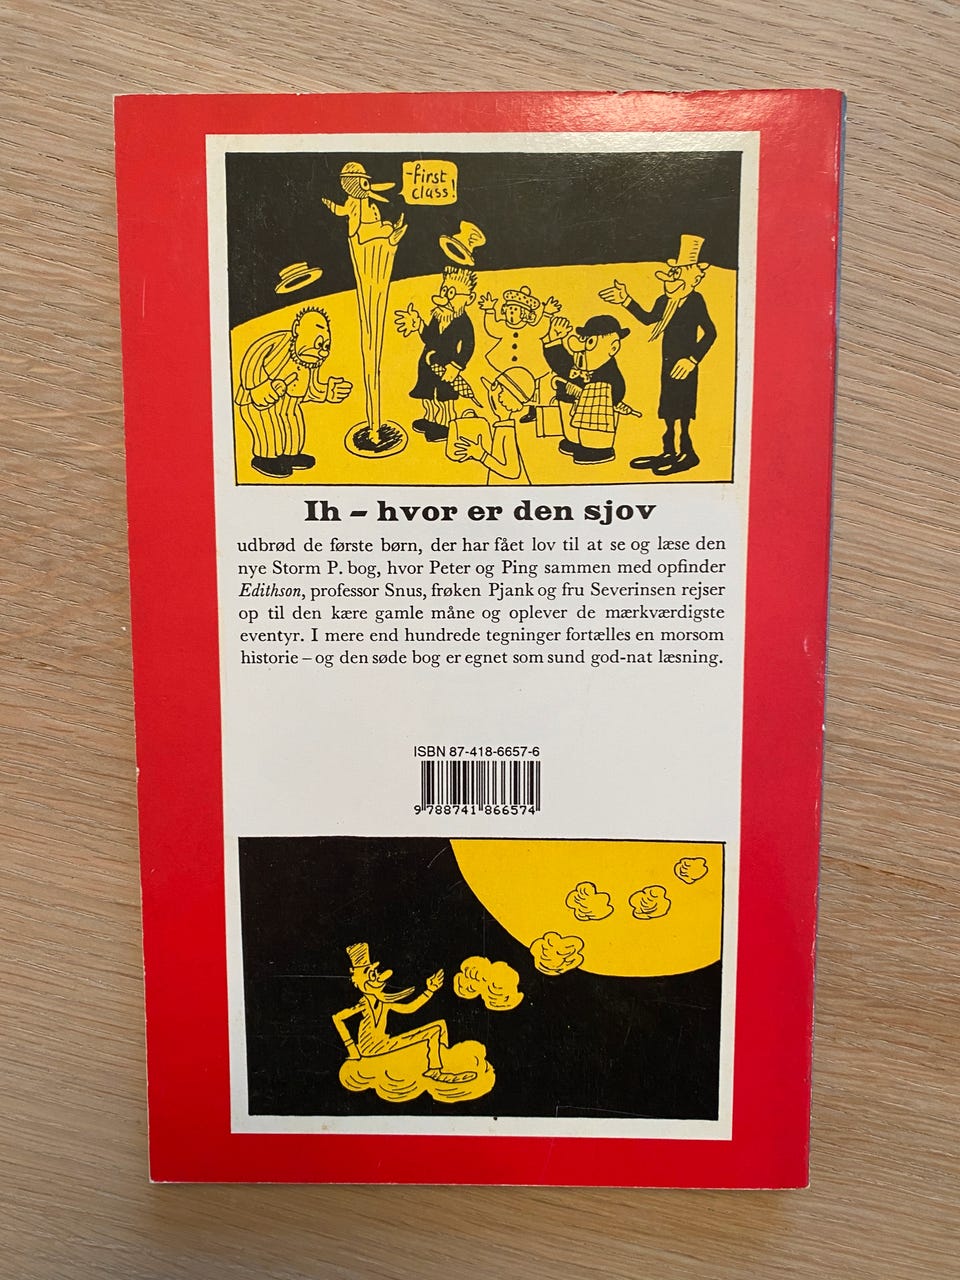 -first
class!
Ih – hvor er den sjov
udbrød de første børn, der har fået lov til at se og læse den
nye Storm P. bog, hvor Peter og Ping sammen med opfinder
Edithson, professor Snus, frøken Pjank og fru Severinsen rejser
op til den kære gamle måne og oplever de mærkværdigste
eventyr. I mere end hundrede tegninger fortælles en morsom
historie – og den søde bog er egnet som sund god-nat læsning.
ISBN 87-418-6657-6
9 788741 866574